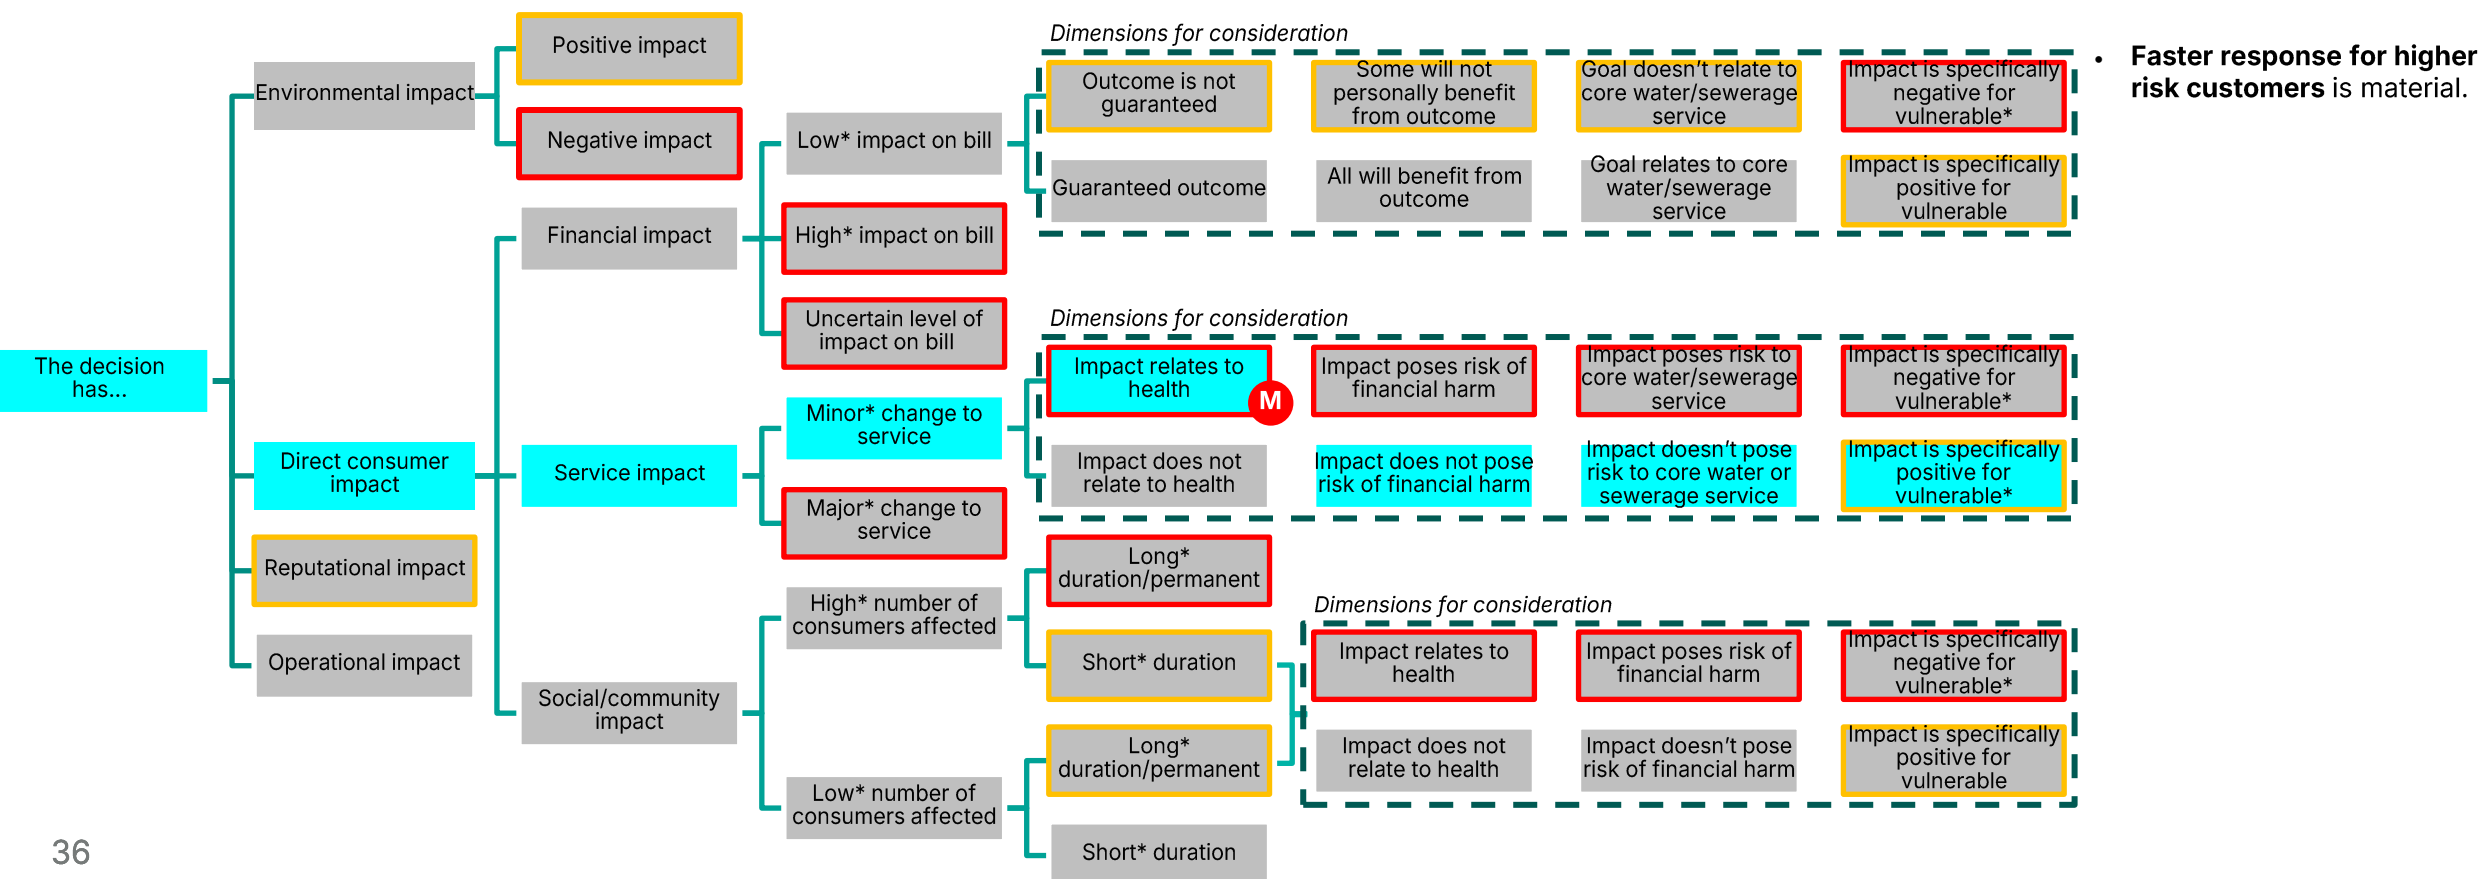 Positive impact
Environmental impact
Negative impact
Financial impact
The decision
has...
Direct consumer
impact
Service impact
Reputational impact
Operational impact
Social/community
impact
Low* impact on bill
High* impact on bill
Uncertain level of
impact on bill
Minor* change to
service
Major* change to
service
High* number of
consumers affected
Low* number of
consumers affected
Dimensions for consideration
Outcome is not
guaranteed
Some will not
personally benefit
from outcome
Goal doesn't relate to
core water/sewerage
service
Impact is specifically
negative for
vulnerable*
Guaranteed outcome
All will benefit from
outcome
Goal relates to core
water/sewerage
service
Impact is specifically
positive for
vulnerable
Dimensions for consideration
Impact relates to
health
M
Impact poses risk of
financial harm
Impact poses risk to
core water/sewerage
service
Impact is specifically
negative for
vulnerable*
Impact does not
relate to health
Impact does not pose
risk of financial harm
Impact doesn't pose
risk to core water or
sewerage service
Impact is specifically
positive for
vulnerable*
Long*
duration/permanent
Short* duration
Long*
duration/permanent
Short* duration
Dimensions for consideration
Impact relates to
health
Impact poses risk of
financial harm
Impact is specifically
negative for
vulnerable*
Impact does not
relate to health
Impact doesn't pose
risk of financial harm
Impact is specifically
positive for
vulnerable
• Faster response for higher
risk customers is material.
36